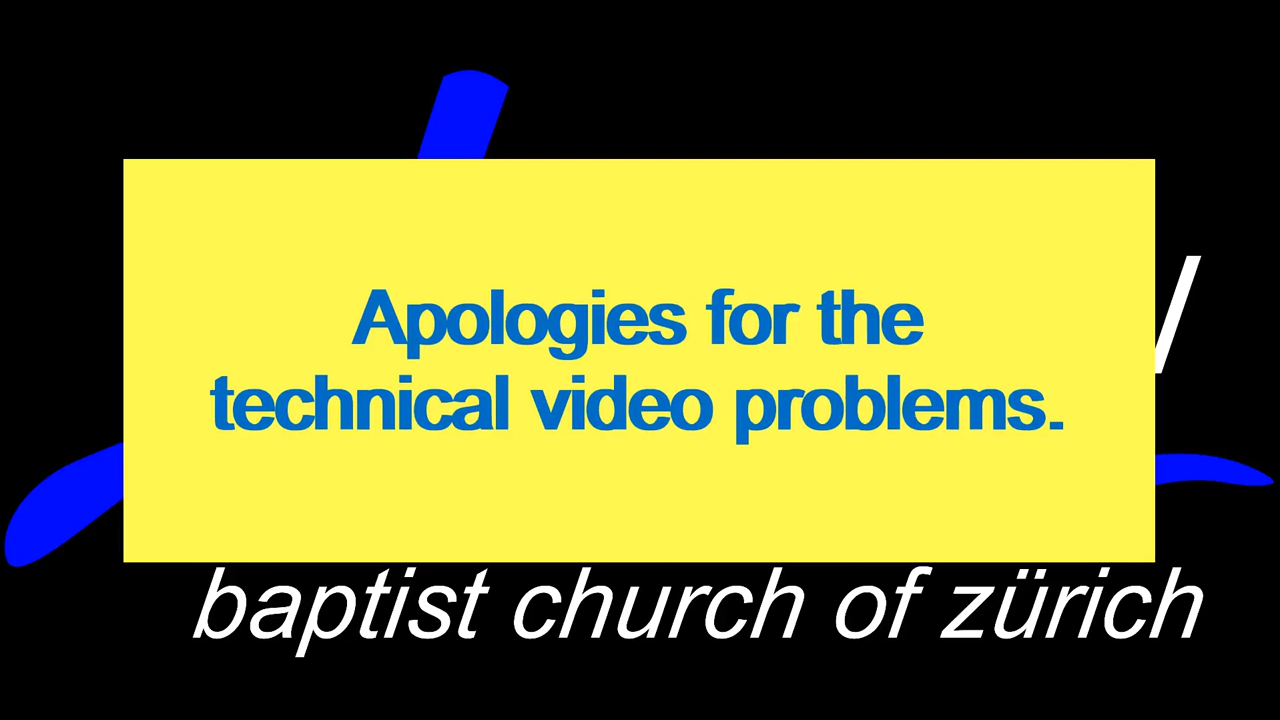 Apologies for the
technical video problems.
baptist church of zürich